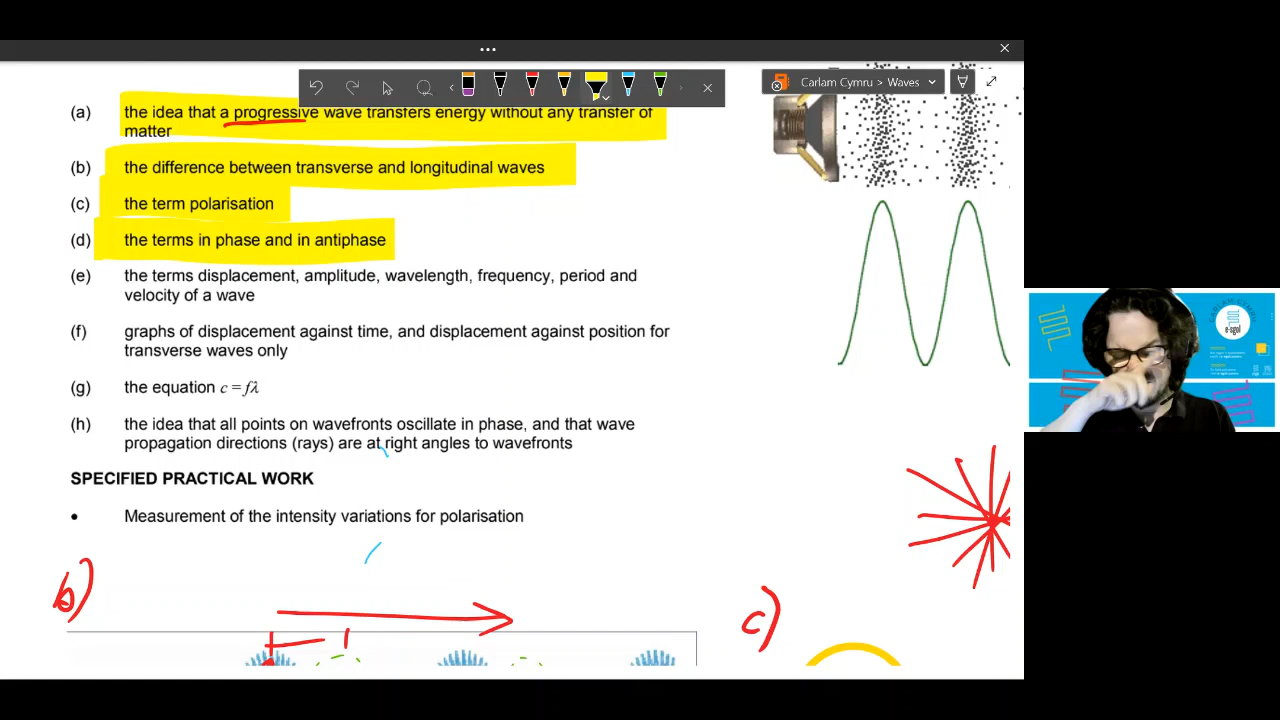 Carlam Cymru > Waves
(a) the idea that a progressive wave transfers energy without any transfer of
matter
(b) the difference between transverse and longitudinal waves
(c) the term polarisation
(d) the terms in phase and in antiphase
(e) the terms displacement, amplitude, wavelength, frequency, period and
velocity of a wave
(f) graphs of displacement against time, and displacement against position for
transverse waves only
(g) the equation c = fλ
(h) the idea that all points on wavefronts oscillate in phase, and that wave
propagation directions (rays) are at right angles to wavefronts
SPECIFIED PRACTICAL WORK
• Measurement of the intensity variations for polarisation
b)
c)
e-sgol